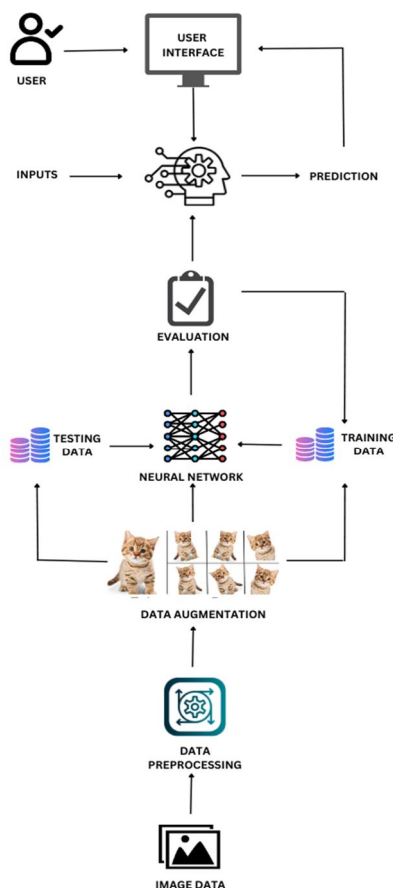 USER
INTERFACE
USER
INPUTS
PREDICTION
EVALUATION
TESTING
DATA
TRAINING
DATA
NEURAL NETWORK
DATA AUGMENTATION
DATA
PREPROCESSING
IMAGE DATA